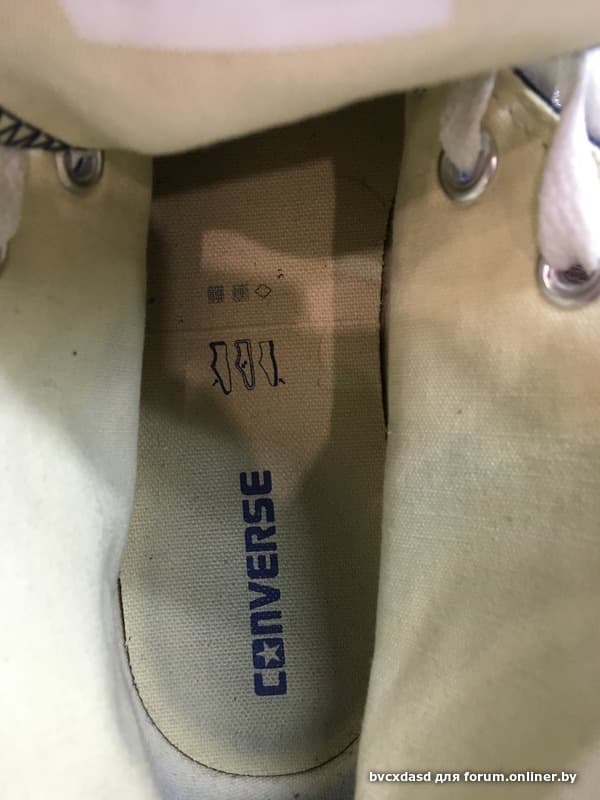 CONVERSE
bvcxdasd для forum.onliner.by